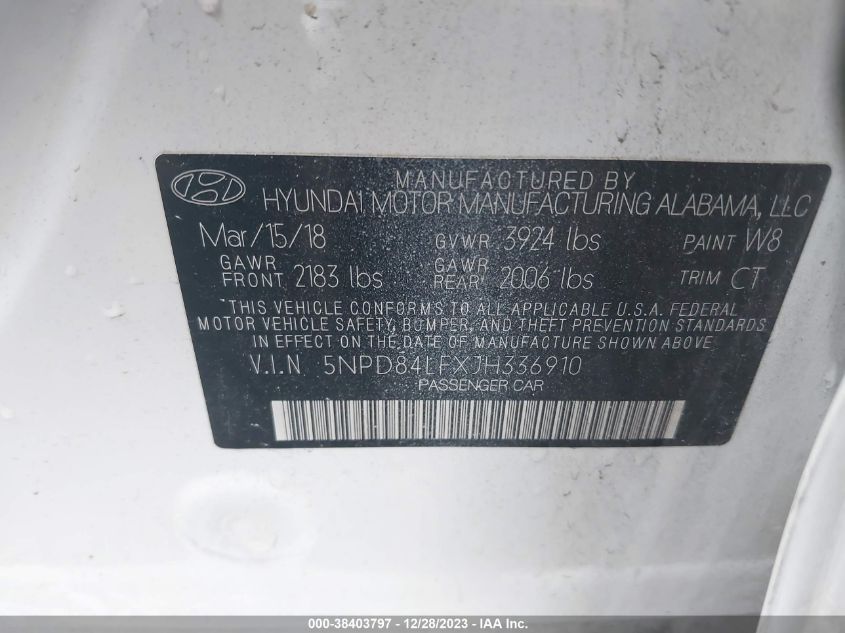 MANUFACTURED BY
HYUNDAI MOTOR MANUFACTURING ALABAMA, LLC
Mar/15/18 GVWR 3924 lbs PAINT W8
GAWR FRONT 2183 lbs GAWR REAR 2006 lbs TRIM CT
THIS VEHICLE CONFORMS TO ALL APPLICABLE U.S.A. FEDERAL
MOTOR VEHICLE SAFETY, BUMPER, AND THEFT PREVENTION STANDARDS
IN EFFECT ON THE DATE OF MANUFACTURE SHOWN ABOVE.
V.I.N 5NPD84LFXJH336910
PASSENGER CAR
000-38403797 - 12/28/2023 - IAA Inc.